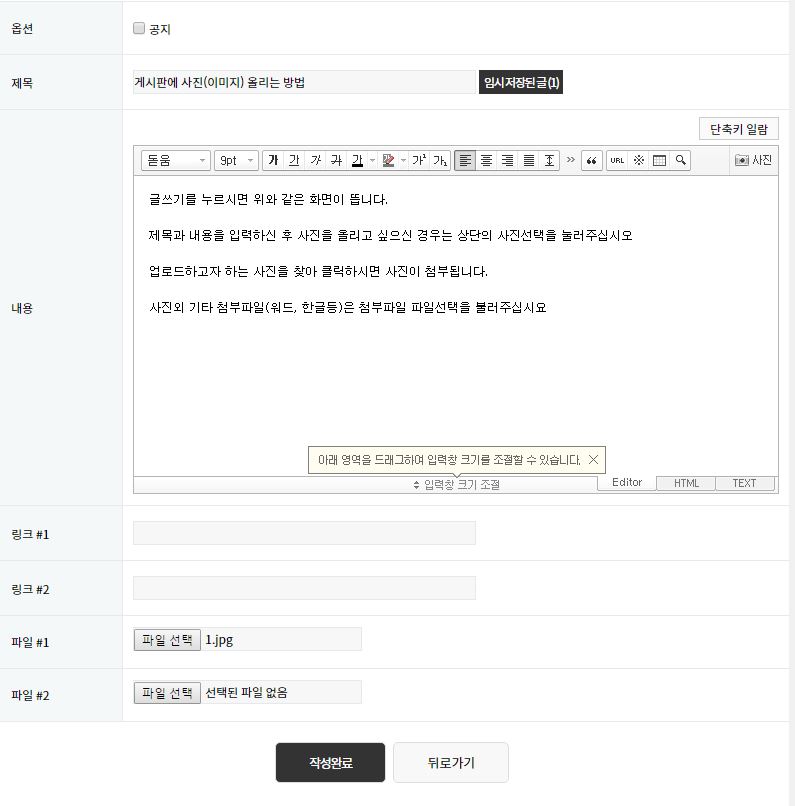 옵션 공지
제목 게시판에 사진(이미지) 올리는 방법 임시저장된글(1)
단축키 일람
돋움 9pt 가 가 가 가 가 가¹ 가₁ URL ※ 사진
글쓰기를 누르시면 위와 같은 화면이 뜹니다.
제목과 내용을 입력하신 후 사진을 올리고 싶으신 경우는 상단의 사진선택을 눌러주십시오
업로드하고자 하는 사진을 찾아 클릭하시면 사진이 첨부됩니다.
내용 사진외 기타 첨부파일(워드, 한글등)은 첨부파일 파일선택을 불러주십시요
아래 영역을 드래그하여 입력창 크기를 조절할 수 있습니다.
입력창 크기 조절 Editor HTML TEXT
링크 #1
링크 #2
파일 #1 파일 선택 1.jpg
파일 #2 파일 선택 선택된 파일 없음
작성완료 뒤로가기